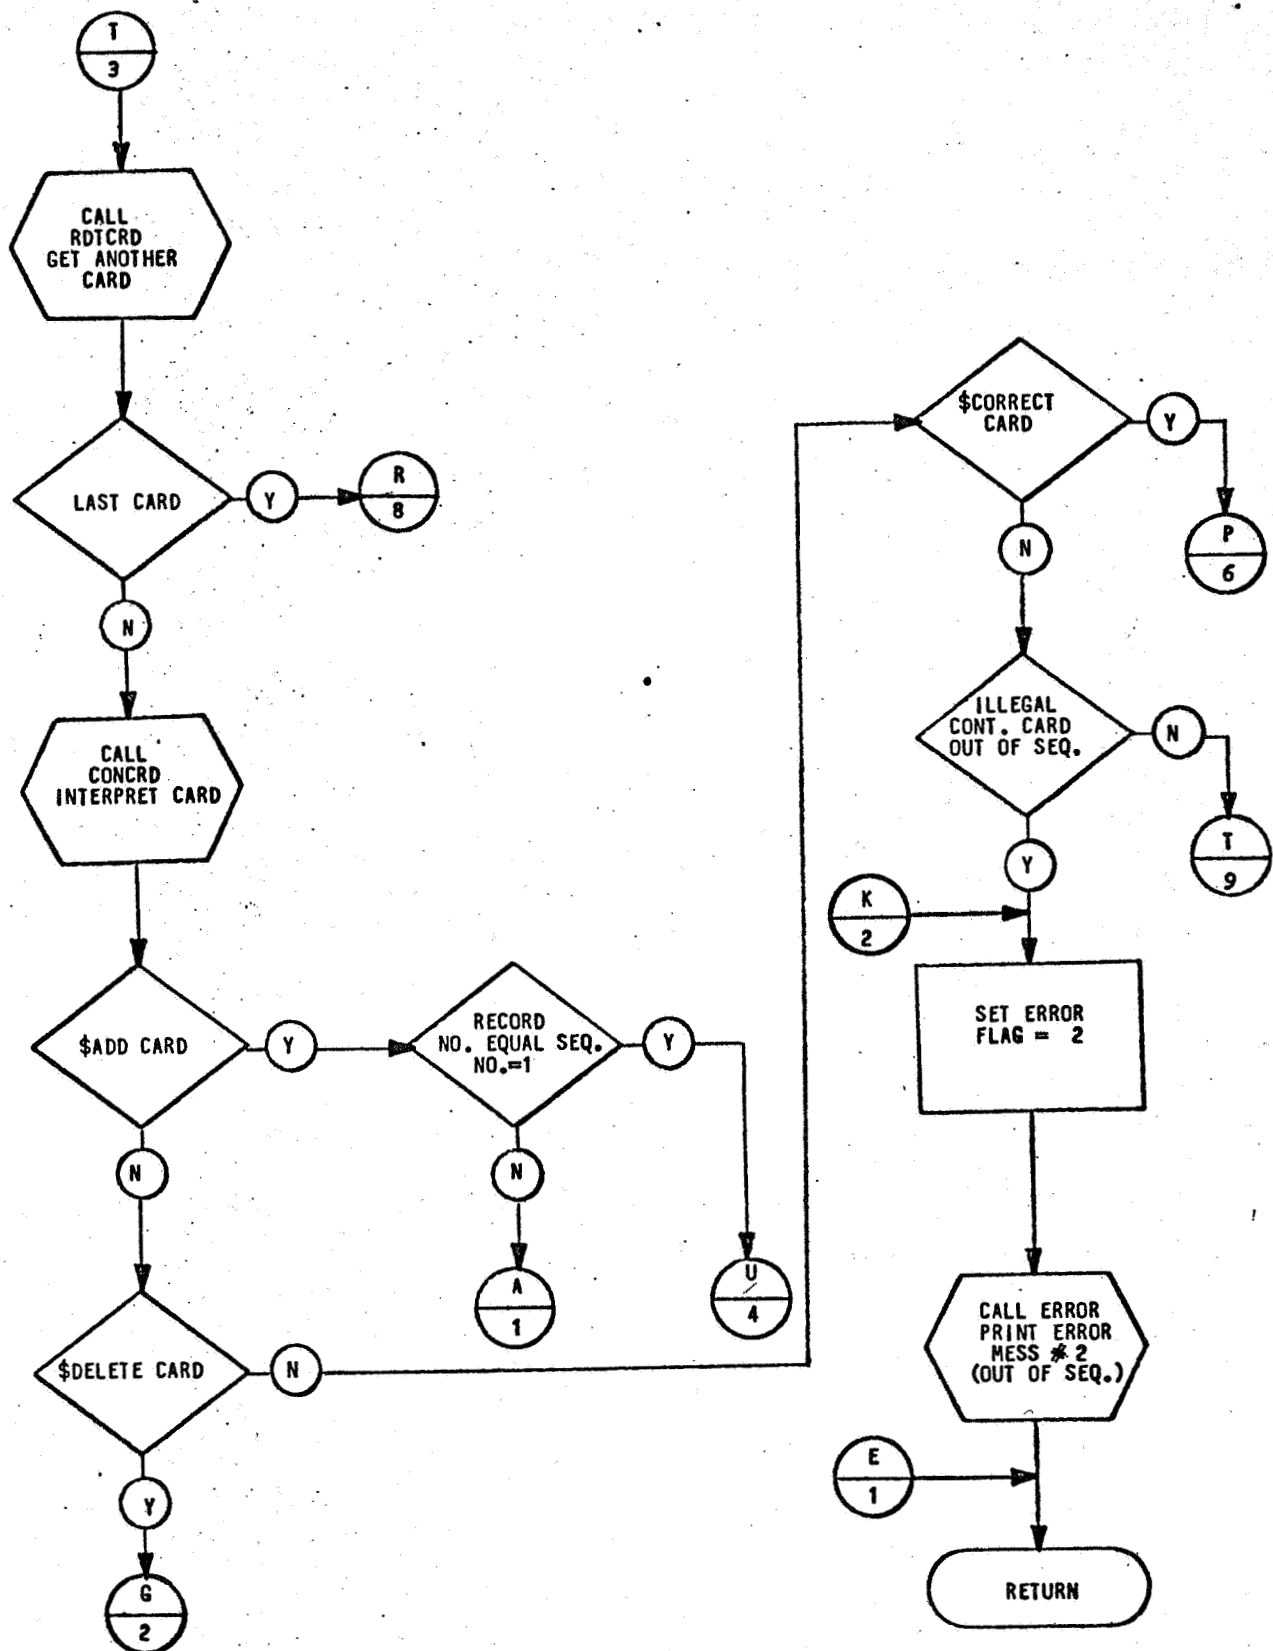 T
3
CALL
RDTCRD
GET ANOTHER
CARD
LAST CARD
Y
R
8
N
CALL
CONCRD
INTERPRET CARD
$ADD CARD
Y
RECORD
NO. EQUAL SEQ.
NO.=1
Y
N
N
A
1
U
4
$DELETE CARD
N
Y
G
2
$CORRECT
CARD
Y
P
6
N
ILLEGAL
CONT. CARD
OUT OF SEQ.
N
T
9
Y
K
2
SET ERROR
FLAG = 2
CALL ERROR
PRINT ERROR
MESS # 2
(OUT OF SEQ.)
E
1
RETURN